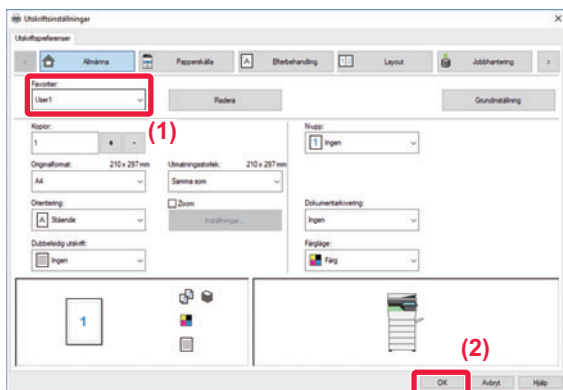 Utskriftsinställningar
Utskriftspreferenser
Allmänna Papperskälla Efterbehandling Layout Jobbhantering
Favoriter:
User1 Radera Grundinställning
(1)
Kopior: N-upp:
1 + - 1 Ingen
Originalformat: 210 x 297 mm Utmatningsstorlek: 210 x 297 mm
A4 Samma som
Orientering: Zoom Dokumentarkivering:
A Stående Inställningar... Ingen
Dubbelsidig utskrift: Färgläge:
Ingen Färg
1
(2)
OK Avbryt Hjälp